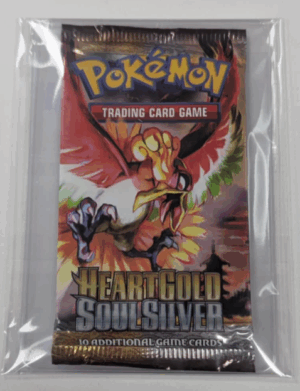 POKéMON
TRADING CARD GAME
HEARTGOLD
SOULSILVER
10 ADDITIONAL GAME CARDS